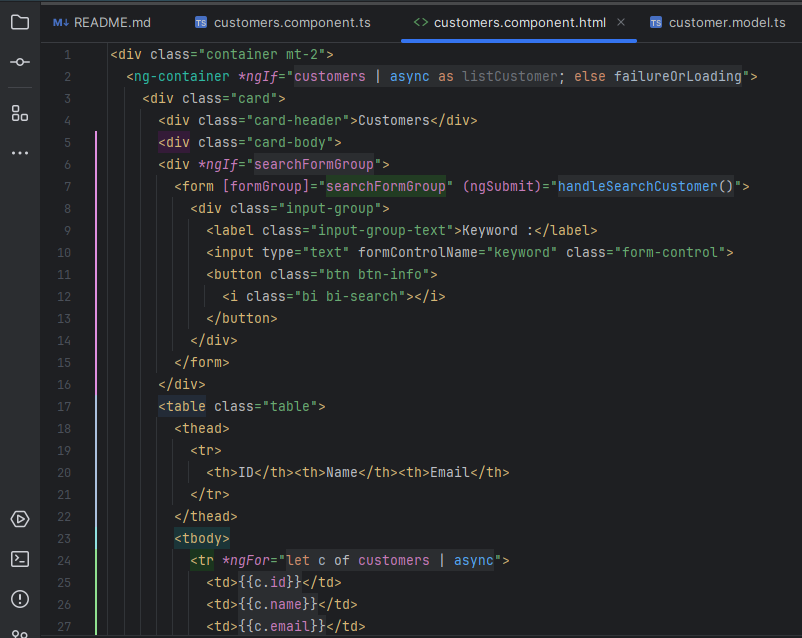 M↓ README.md TS customers.component.ts <> customers.component.html × TS customer.model.ts
1 <div class="container mt-2">
2 <ng-container *ngIf="customers | async as listCustomer; else failureOrLoading">
3 <div class="card">
4 <div class="card-header">Customers</div>
5 <div class="card-body">
6 <div *ngIf="searchFormGroup">
7 <form [formGroup]="searchFormGroup" (ngSubmit)="handleSearchCustomer()">
8 <div class="input-group">
9 <label class="input-group-text">Keyword :</label>
10 <input type="text" formControlName="keyword" class="form-control">
11 <button class="btn btn-info">
12 <i class="bi bi-search"></i>
13 </button>
14 </div>
15 </form>
16 </div>
17 <table class="table">
18 <thead>
19 <tr>
20 <th>ID</th><th>Name</th><th>Email</th>
21 </tr>
22 </thead>
23 <tbody>
24 <tr *ngFor="let c of customers | async">
25 <td>{{c.id}}</td>
26 <td>{{c.name}}</td>
27 <td>{{c.email}}</td>